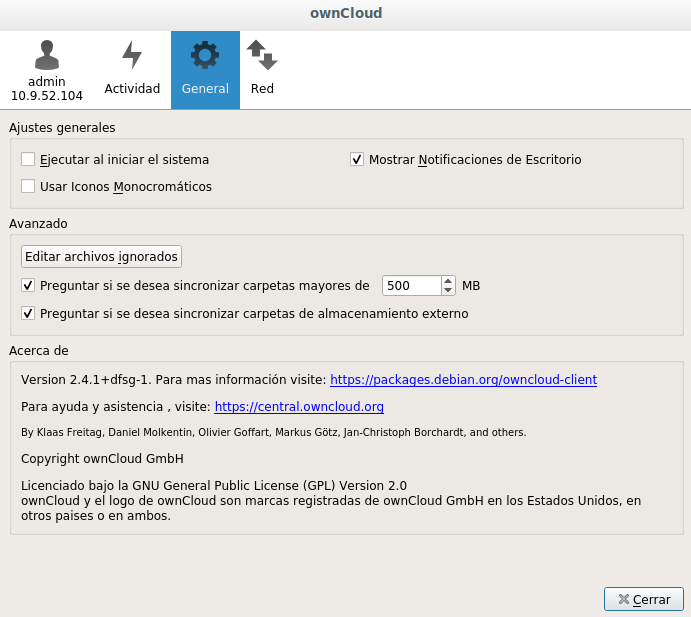 ownCloud
admin
10.9.52.104
Actividad
General
Red
Ajustes generales
Ejecutar al iniciar el sistema
Mostrar Notificaciones de Escritorio
Usar Iconos Monocromáticos
Avanzado
Editar archivos ignorados
Preguntar si se desea sincronizar carpetas mayores de 500 MB
Preguntar si se desea sincronizar carpetas de almacenamiento externo
Acerca de
Version 2.4.1+dfsg-1. Para mas información visite: https://packages.debian.org/owncloud-client
Para ayuda y asistencia , visite: https://central.owncloud.org
By Klaas Freitag, Daniel Molkentin, Olivier Goffart, Markus Götz, Jan-Christoph Borchardt, and others.
Copyright ownCloud GmbH
Licenciado bajo la GNU General Public License (GPL) Version 2.0
ownCloud y el logo de ownCloud son marcas registradas de ownCloud GmbH en los Estados Unidos, en
otros paises o en ambos.
Cerrar